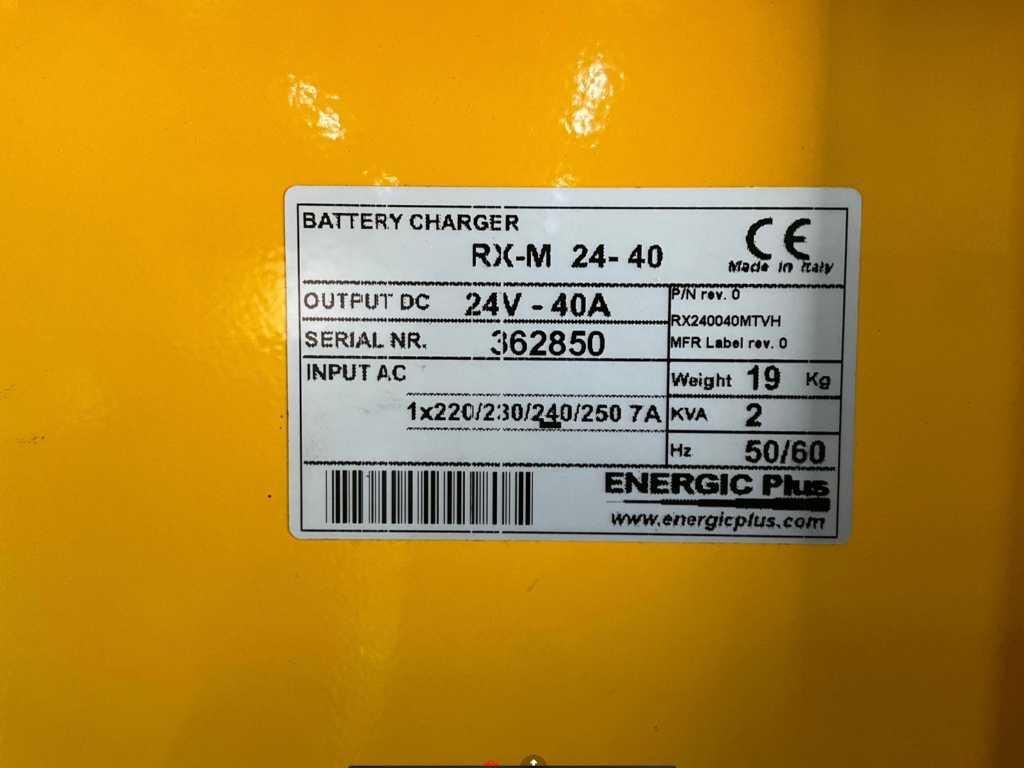 BATTERY CHARGER
RX-M 24-40
CE
Made in Italy
OUTPUT DC 24V - 40A
P/N rev. 0
RX240040MTVH
SERIAL NR. 362850
MFR Label rev. 0
INPUT AC
Weight 19 Kg
1x220/230/240/250 7A
KVA 2
Hz 50/60
ENERGIC Plus
www.energicplus.com